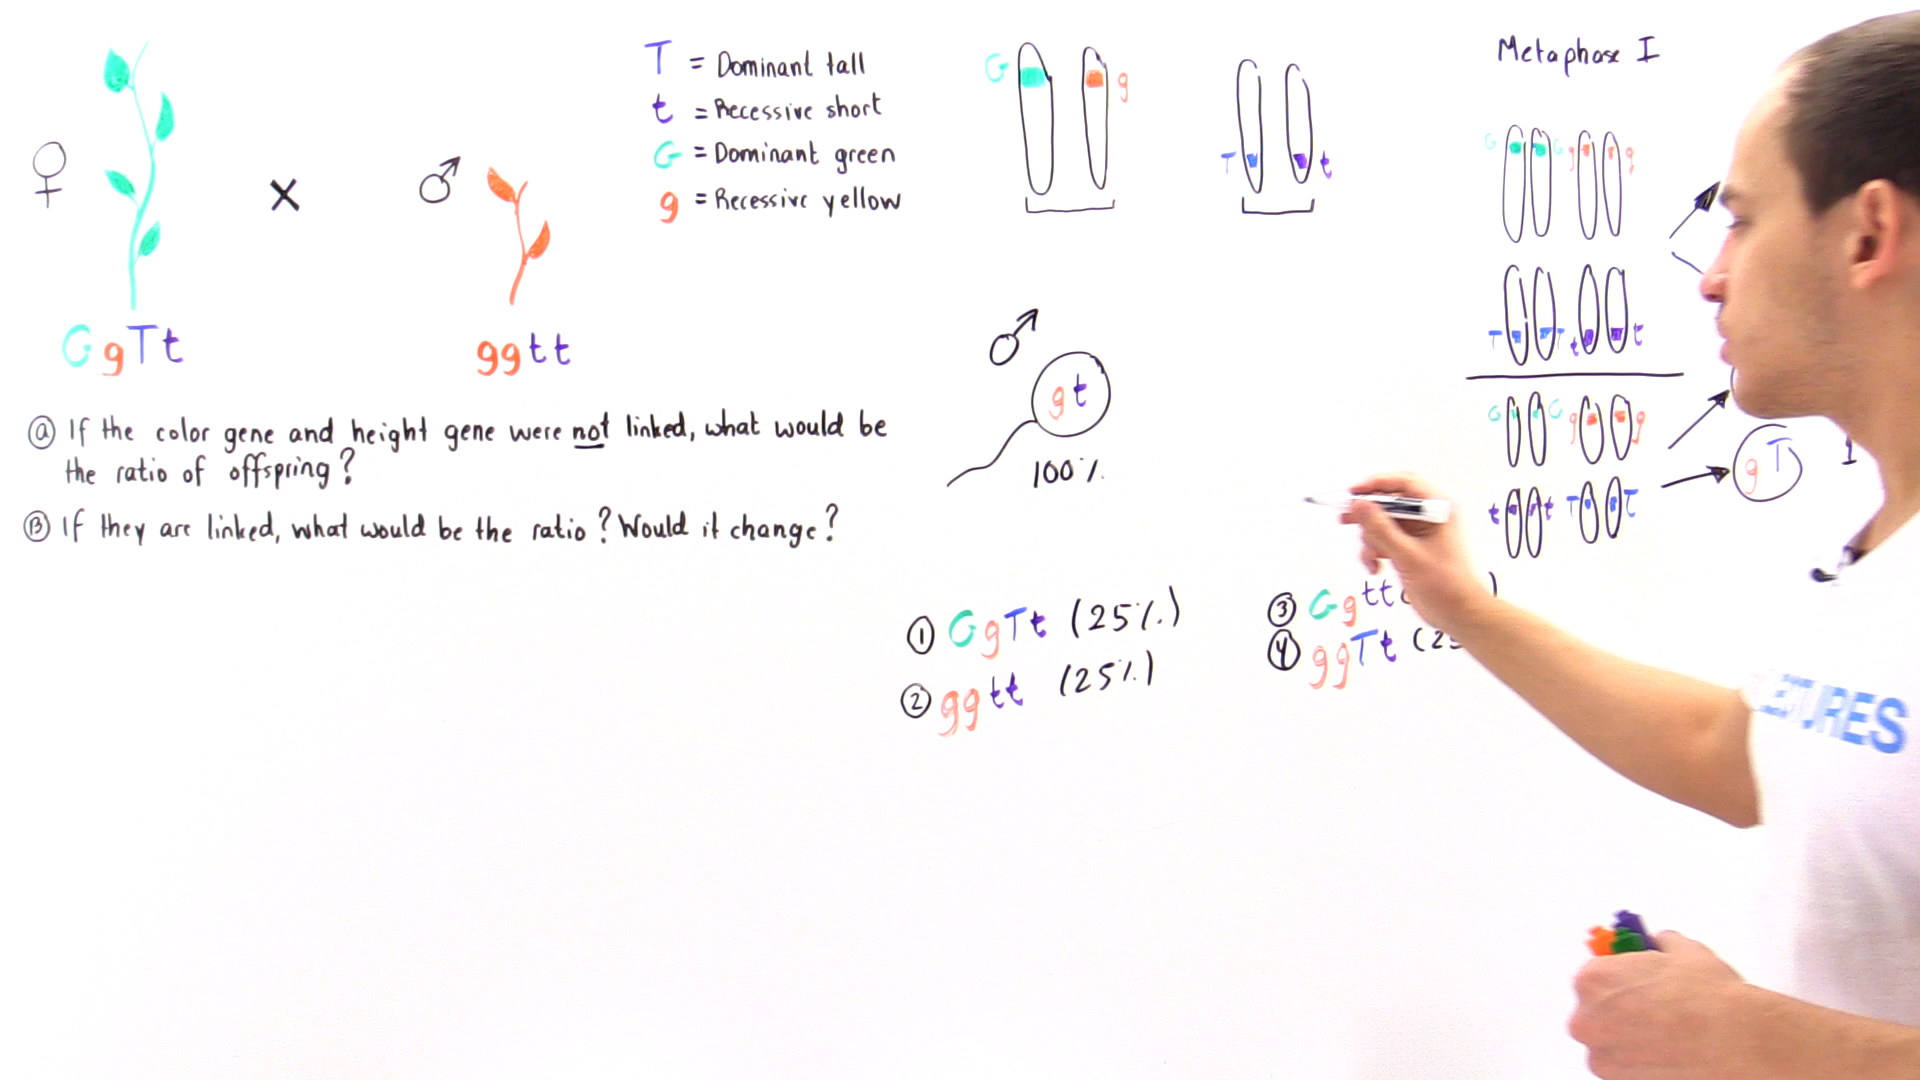 T = Dominant tall
t = Recessive short
G = Dominant green
g = Recessive yellow
♀ X ♂
GgTt
ggtt
ⓐ If the color gene and height gene were not linked, what would be
the ratio of offspring?
Ⓑ If they are linked, what would be the ratio? Would it change?
G g
T t
♂
gt
100%
Metaphase I
G G g g
T T t t
G G g g
t t T T
gT
① GgTt (25%)
② ggtt (25%)
③ Ggtt
④ ggTt